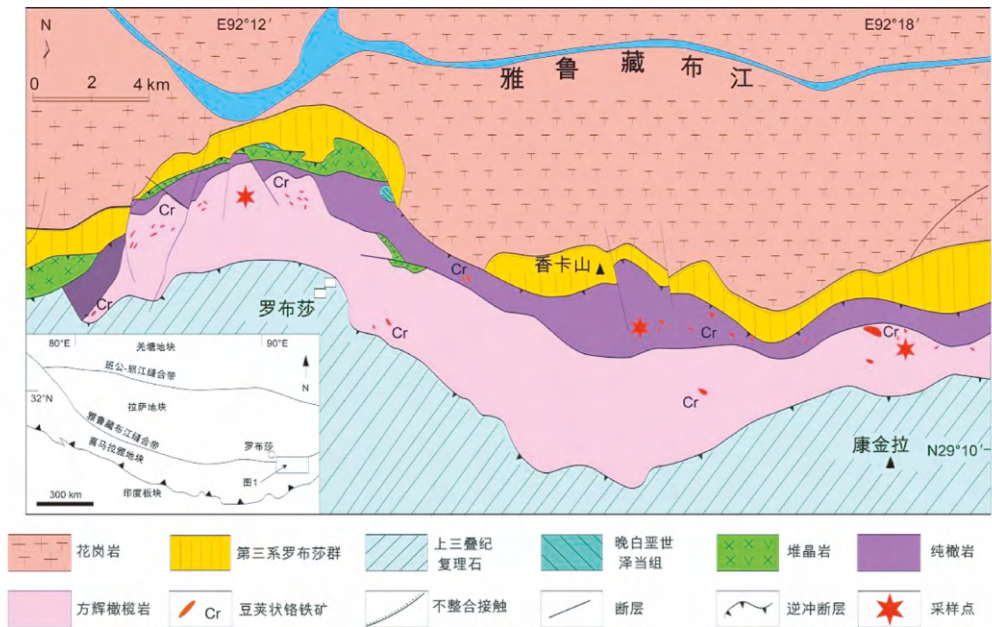 N
E92°12′
E92°18′
0 2 4 km
雅鲁藏布江
Cr
Cr
Cr
Cr
Cr
Cr
Cr
Cr
Cr
香卡山
罗布莎
康金拉
N29°10′
80°E
90°E
羌塘地块
班公-怒江缝合带
N
32°N
拉萨地块
雅鲁藏布江缝合带
罗布莎
喜马拉雅地块
图1
印度板块
300 km
花岗岩
第三系罗布莎群
上三叠纪
复理石
晚白垩世
泽当组
堆晶岩
纯橄岩
方辉橄榄岩
Cr
豆荚状铬铁矿
不整合接触
断层
逆冲断层
采样点